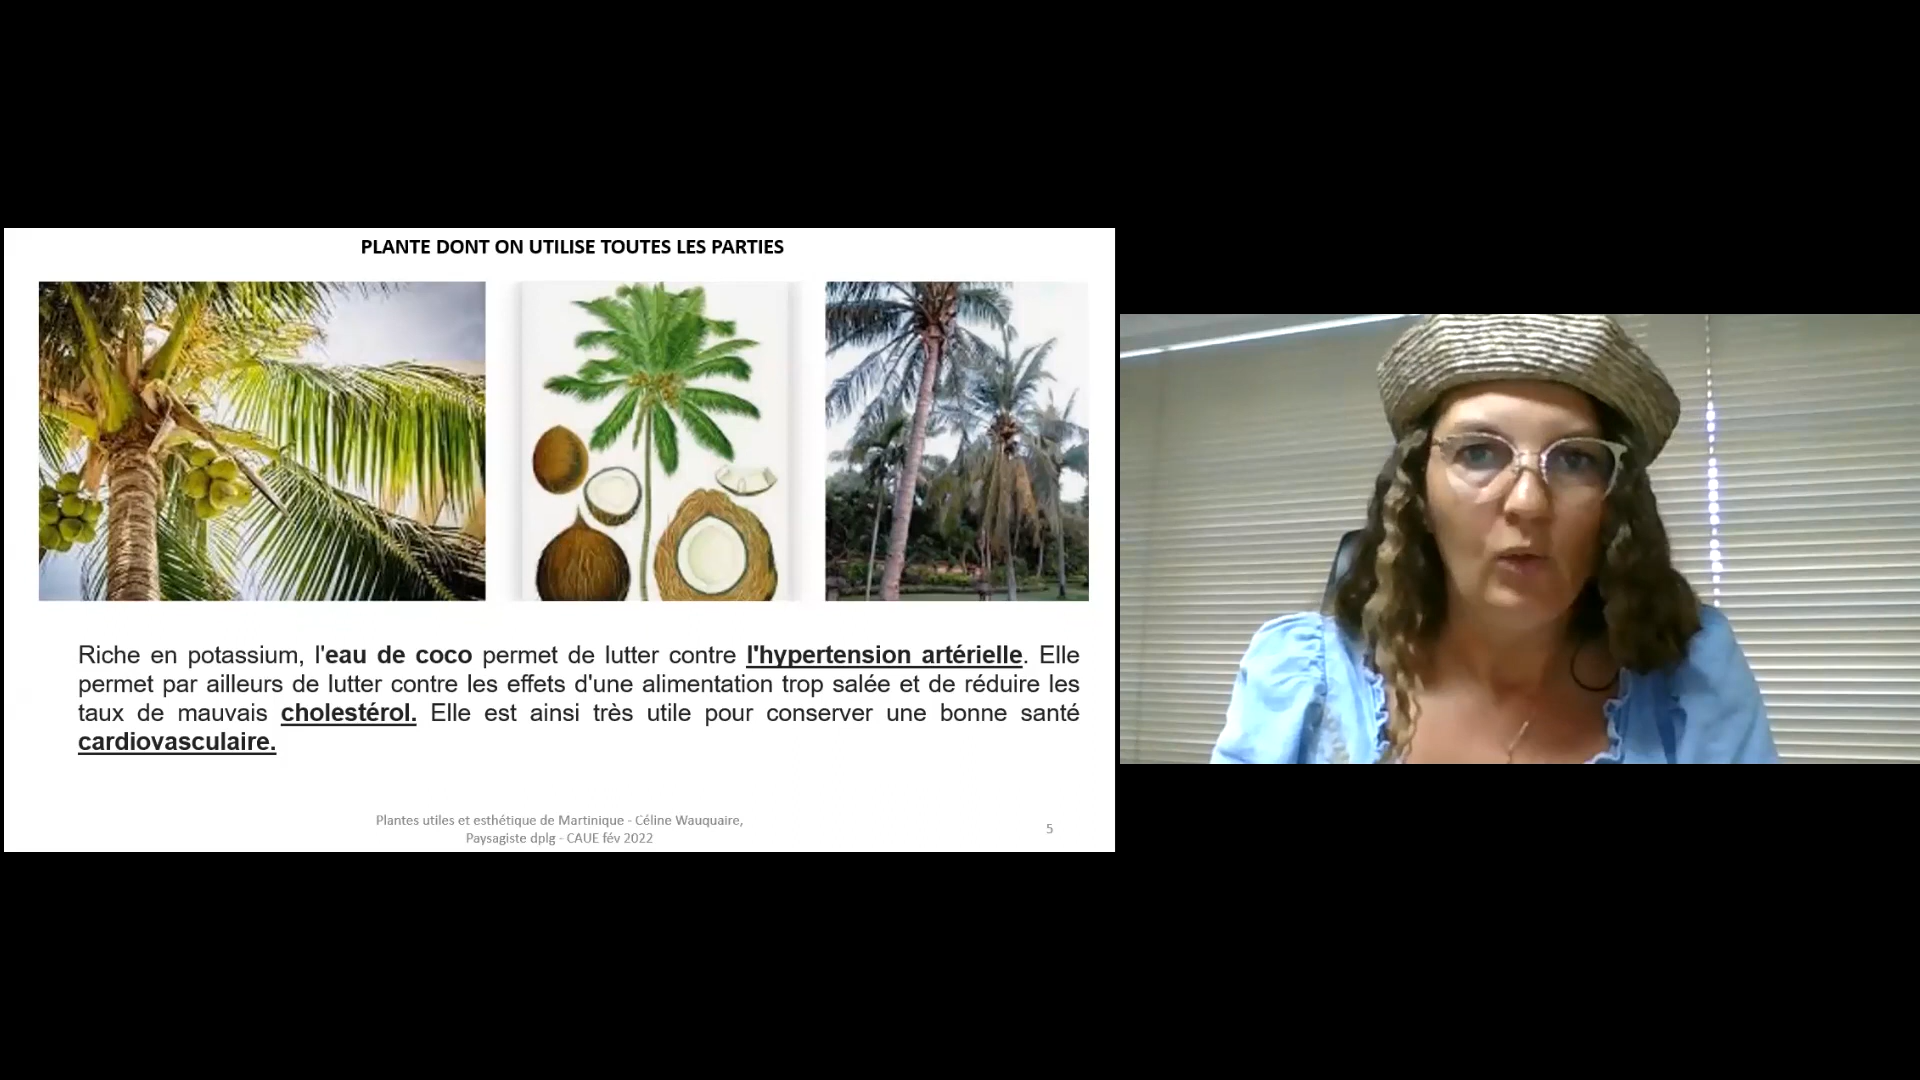 PLANTE DONT ON UTILISE TOUTES LES PARTIES
Riche en potassium, l'eau de coco permet de lutter contre l'hypertension artérielle. Elle
permet par ailleurs de lutter contre les effets d'une alimentation trop salée et de réduire les
taux de mauvais cholestérol. Elle est ainsi très utile pour conserver une bonne santé
cardiovasculaire.
Plantes utiles et esthétique de Martinique - Céline Wauquaire,
Paysagiste dplg - CAUE fév 2022
5